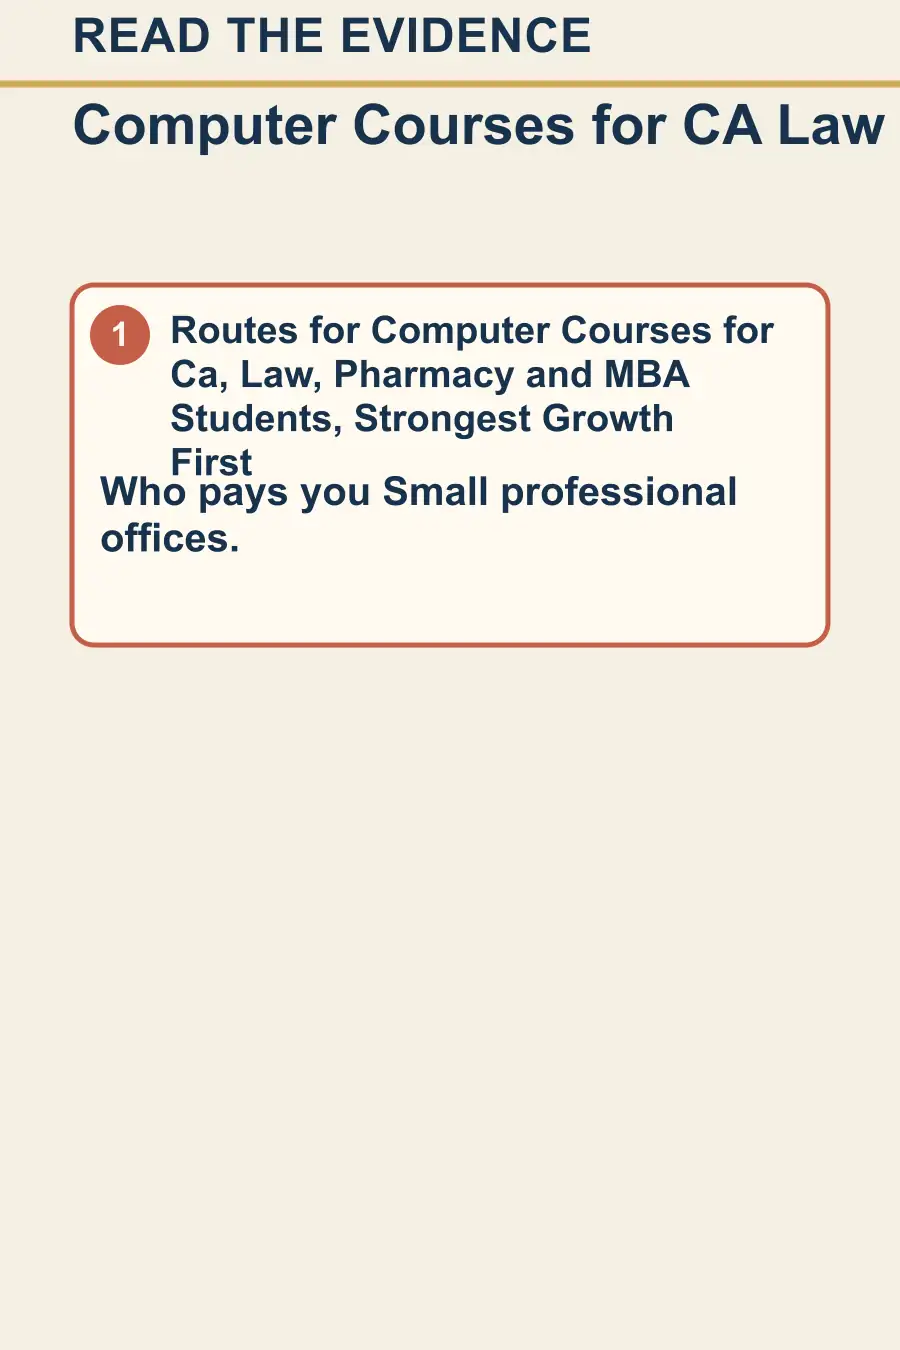 READ THE EVIDENCE
Computer Courses for CA Law
1
Routes for Computer Courses for
Ca, Law, Pharmacy and MBA
Students, Strongest Growth
First
Who pays you Small professional
offices.